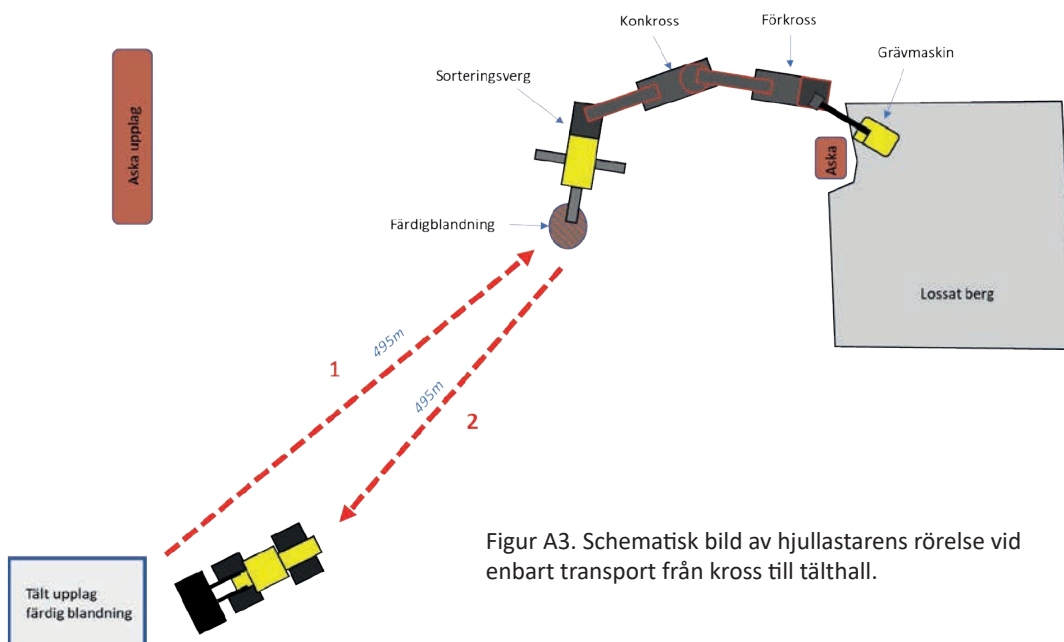 Konkross
Förkross
Grävmaskin
Sorteringsverg
Aska upplag
Aska
Färdigblandning
Lossat berg
495m
1
495m
2
Figur A3. Schematisk bild av hjullastarens rörelse vid
enbart transport från kross till tälthall.
Tält upplag
färdig blandning